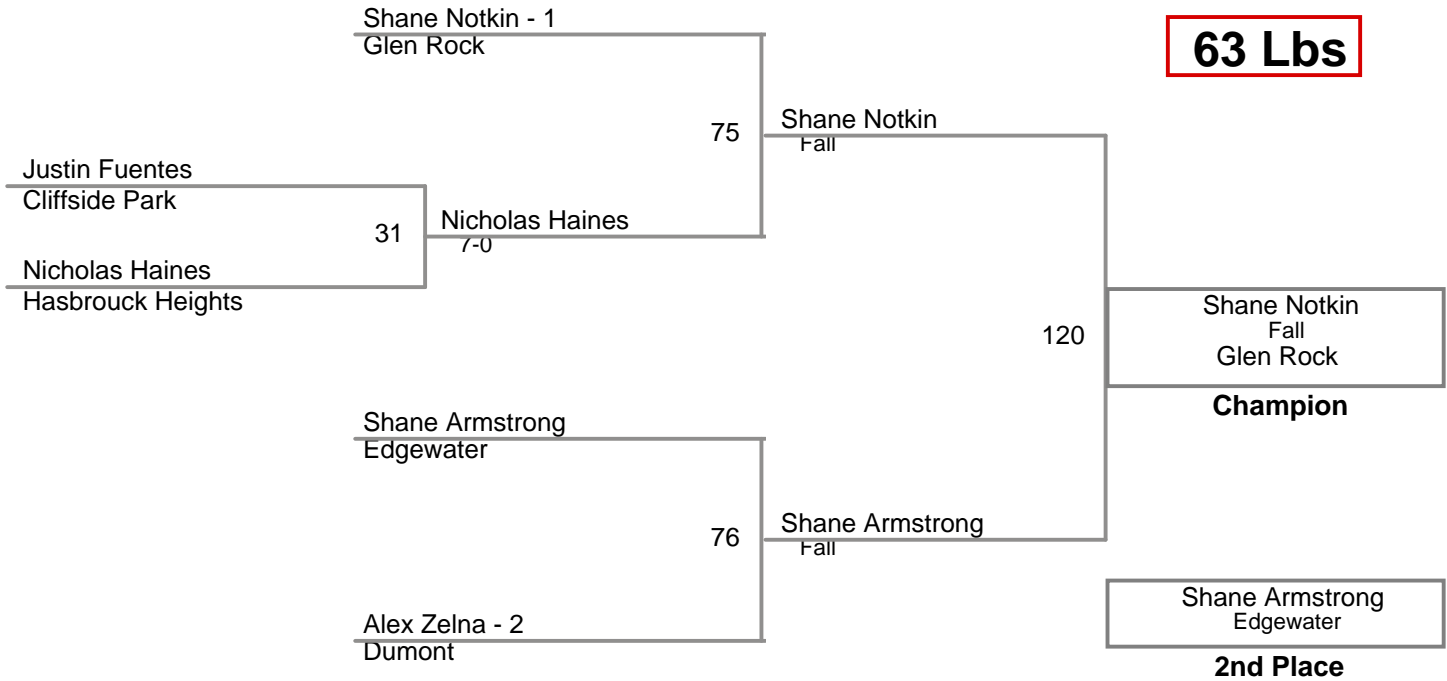 Shane Notkin - 1
Glen Rock
63 Lbs
75
Shane Notkin
Fall
Justin Fuentes
Cliffside Park
31
Nicholas Haines
7-0
Nicholas Haines
Hasbrouck Heights
120
Shane Notkin
Fall
Glen Rock
Champion
Shane Armstrong
Edgewater
76
Shane Armstrong
Fall
Alex Zelna - 2
Dumont
Shane Armstrong
Edgewater
2nd Place